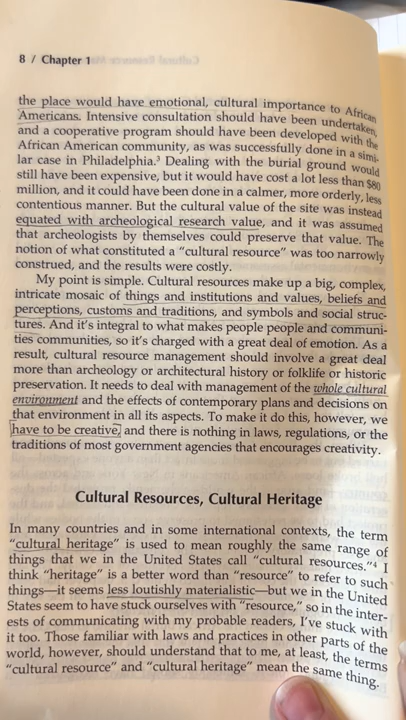 8 / Chapter 1
the place would have emotional, cultural importance to African
Americans. Intensive consultation should have been undertaken,
and a cooperative program should have been developed with the
African American community, as was successfully done in a simi-
lar case in Philadelphia.³ Dealing with the burial ground would
still have been expensive, but it would have cost a lot less than $80
million, and it could have been done in a calmer, more orderly, less
contentious manner. But the cultural value of the site was instead
equated with archeological research value, and it was assumed
that archeologists by themselves could preserve that value. The
notion of what constituted a “cultural resource” was too narrowly
construed, and the results were costly.
My point is simple. Cultural resources make up a big, complex,
intricate mosaic of things and institutions and values, beliefs and
perceptions, customs and traditions, and symbols and social struc-
tures. And it’s integral to what makes people people and communi-
ties communities, so it’s charged with a great deal of emotion. As a
result, cultural resource management should involve a great deal
more than archeology or architectural history or folklife or historic
preservation. It needs to deal with management of the whole cultural
environment and the effects of contemporary plans and decisions on
that environment in all its aspects. To make it do this, however, we
have to be creative, and there is nothing in laws, regulations, or the
traditions of most government agencies that encourages creativity.
Cultural Resources, Cultural Heritage
In many countries and in some international contexts, the term
“cultural heritage” is used to mean roughly the same range of
things that we in the United States call “cultural resources.”⁴ I
think “heritage” is a better word than “resource” to refer to such
things—it seems less loutishly materialistic—but we in the United
States seem to have stuck ourselves with “resource,” so in the inter-
ests of communicating with my probable readers, I’ve stuck with
it too. Those familiar with laws and practices in other parts of the
world, however, should understand that to me, at least, the terms
“cultural resource” and “cultural heritage” mean the same thing.